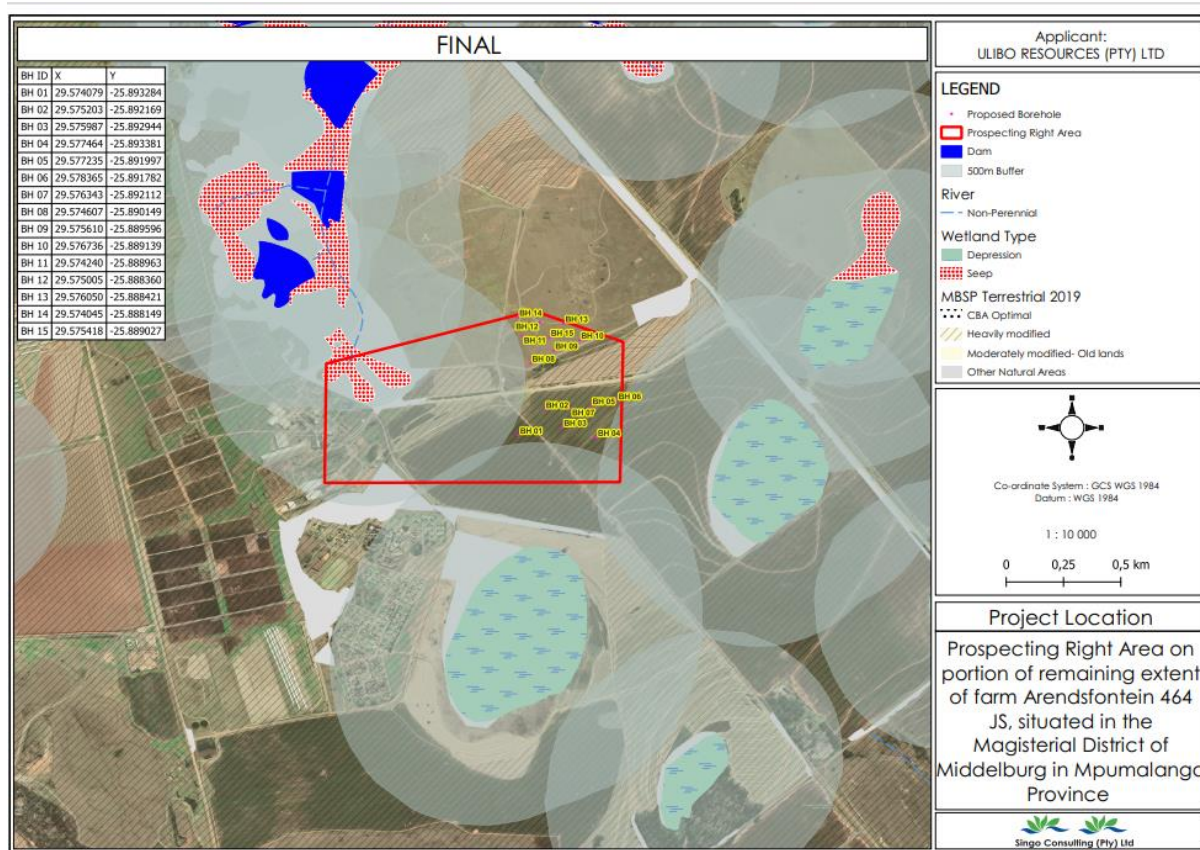 FINAL
BH ID X Y
BH 01 29.574079 -25.893284
BH 02 29.575203 -25.892169
BH 03 29.575987 -25.892944
BH 04 29.577464 -25.893381
BH 05 29.577235 -25.891997
BH 06 29.578365 -25.891782
BH 07 29.576343 -25.892112
BH 08 29.574607 -25.890149
BH 09 29.575610 -25.889596
BH 10 29.576736 -25.889139
BH 11 29.574240 -25.888963
BH 12 29.575005 -25.888360
BH 13 29.576050 -25.888421
BH 14 29.574045 -25.888149
BH 15 29.575418 -25.889027
BH 14
BH 13
BH 12
BH 15
BH 10
BH 11
BH 09
BH 08
BH 06
BH 05
BH 02
BH 07
BH 03
BH 01
BH 04
Applicant:
ULIBO RESOURCES (PTY) LTD
LEGEND
Proposed Borehole
Prospecting Right Area
Dam
500m Buffer
River
Non-Perennial
Wetland Type
Depression
Seep
MBSP Terrestrial 2019
CBA Optimal
Heavily modified
Moderately modified- Old lands
Other Natural Areas
Co-ordinate System : GCS WGS 1984
Datum : WGS 1984
1 : 10 000
0 0,25 0,5 km
Project Location
Prospecting Right Area on
portion of remaining extent
of farm Arendsfontein 464
JS, situated in the
Magisterial District of
Middelburg in Mpumalanga
Province
Singo Consulting (Pty) Ltd